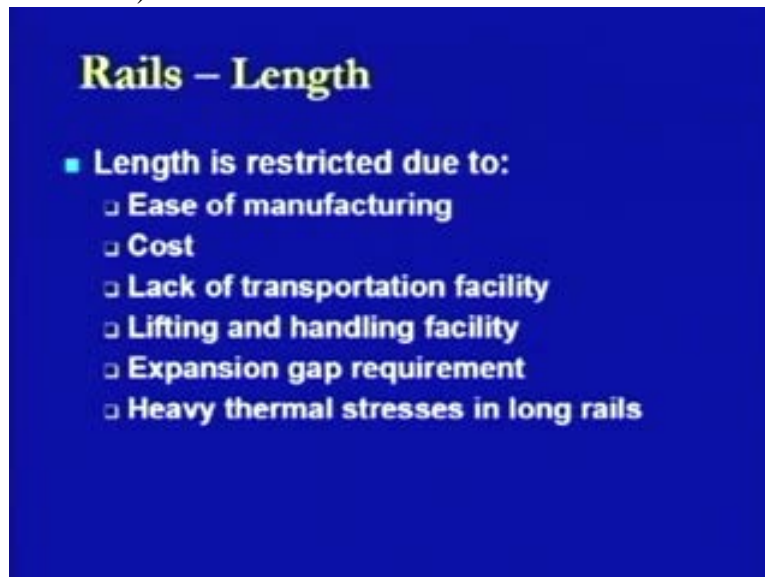 Rails – Length
Length is restricted due to:
Ease of manufacturing
Cost
Lack of transportation facility
Lifting and handling facility
Expansion gap requirement
Heavy thermal stresses in long rails